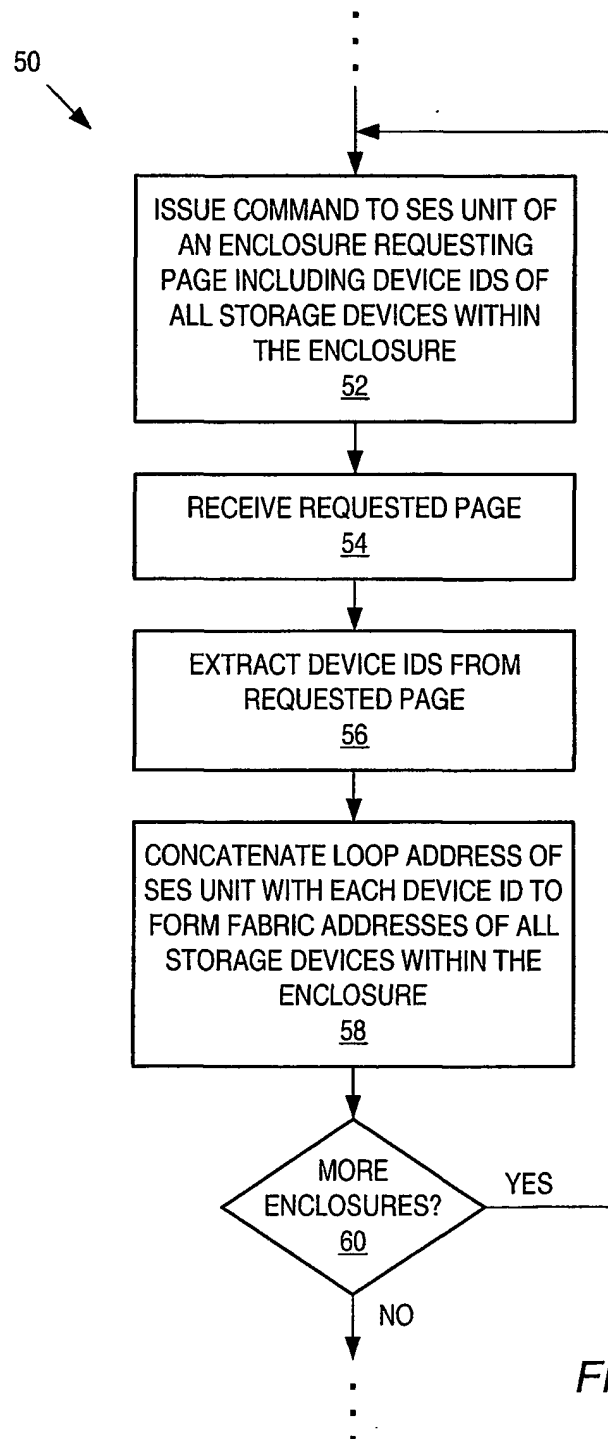 50
ISSUE COMMAND TO SES UNIT OF
AN ENCLOSURE REQUESTING
PAGE INCLUDING DEVICE IDS OF
ALL STORAGE DEVICES WITHIN
THE ENCLOSURE
52
RECEIVE REQUESTED PAGE
54
EXTRACT DEVICE IDS FROM
REQUESTED PAGE
56
CONCATENATE LOOP ADDRESS OF
SES UNIT WITH EACH DEVICE ID TO
FORM FABRIC ADDRESSES OF ALL
STORAGE DEVICES WITHIN THE
ENCLOSURE
58
MORE
ENCLOSURES?
60
YES
NO